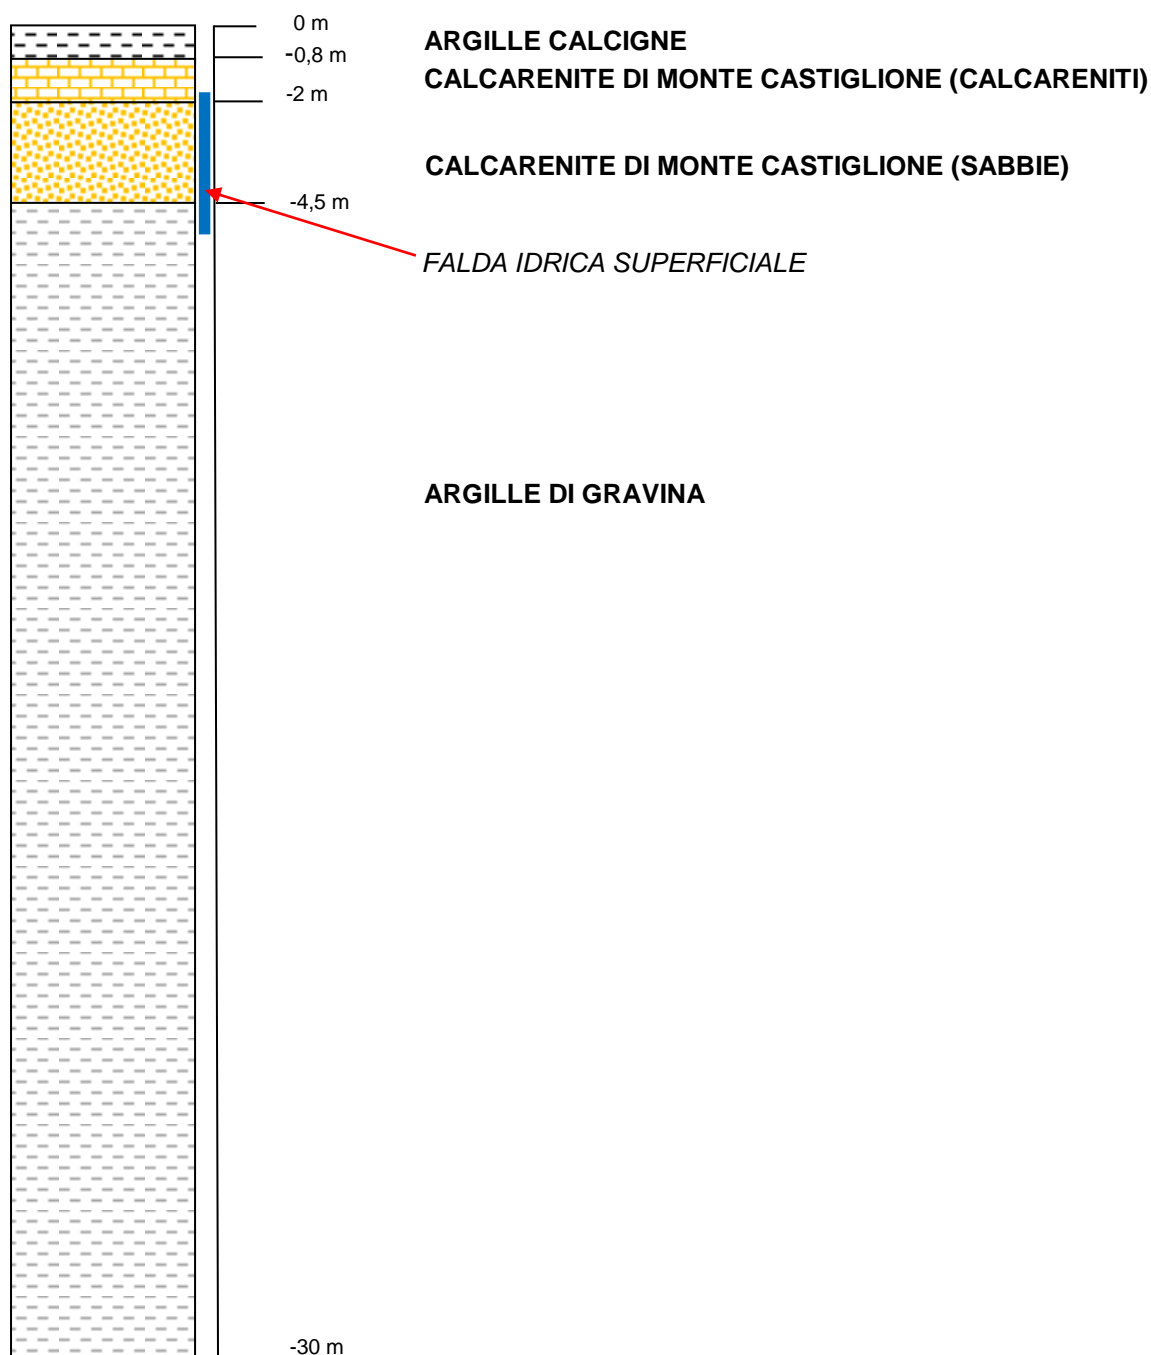 0 m
ARGILLE CALCIGNE
-0,8 m
CALCARENITE DI MONTE CASTIGLIONE (CALCARENITI)
-2 m
CALCARENITE DI MONTE CASTIGLIONE (SABBIE)
-4,5 m
FALDA IDRICA SUPERFICIALE
ARGILLE DI GRAVINA
-30 m